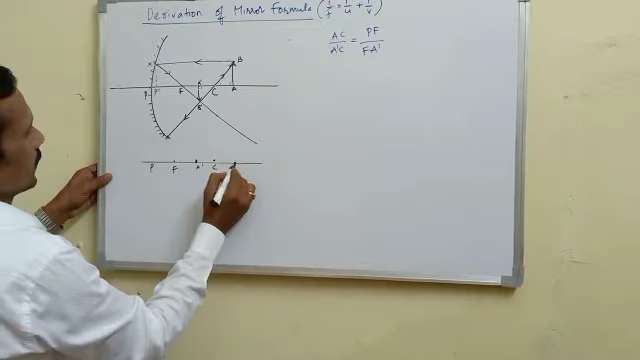 Derivation of Mirror Formula (1/f = 1/u + 1/v)
AC/A'C = PF/FA'
X B
P P' F A' C A
B'
P F A' C